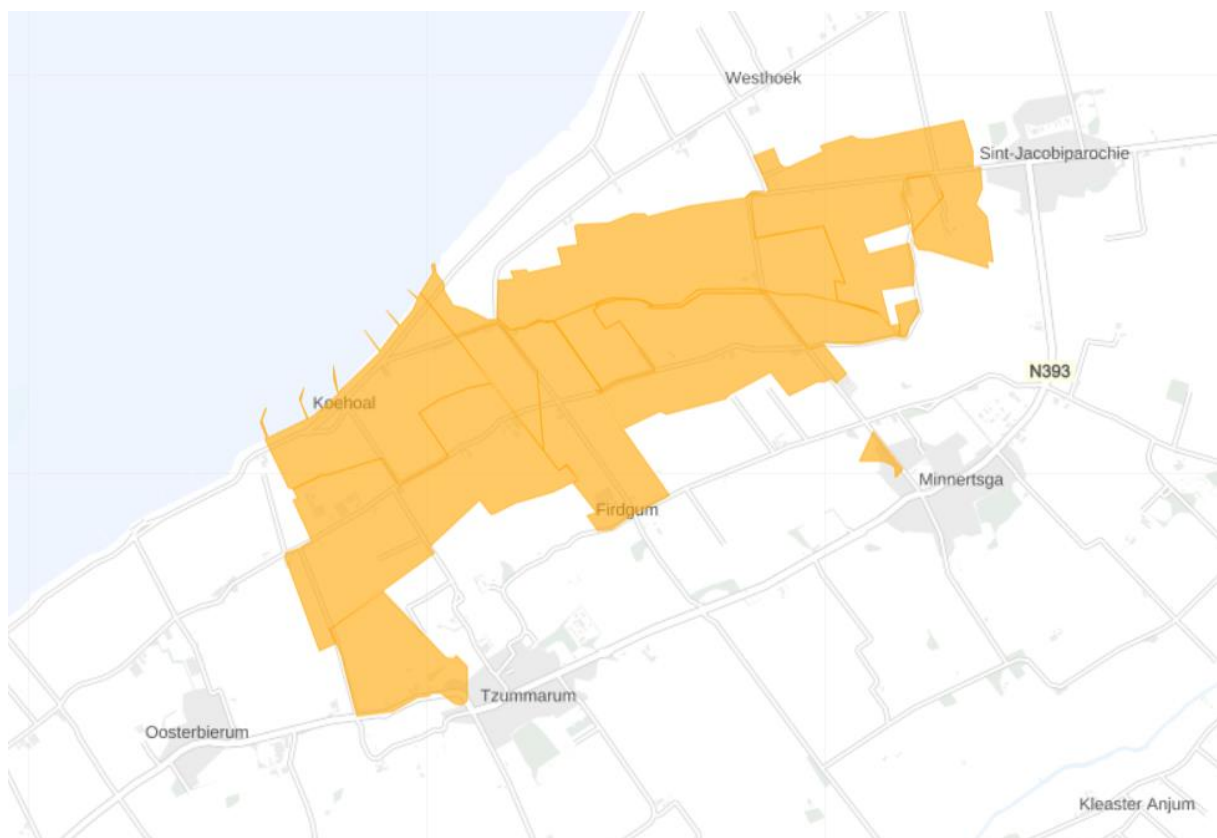 Westhoek
Sint-Jacobiparochie
N393
Koehoal
Minnertsga
Firdgum
Tzummarum
Oosterbierum
Kleaster Anjum